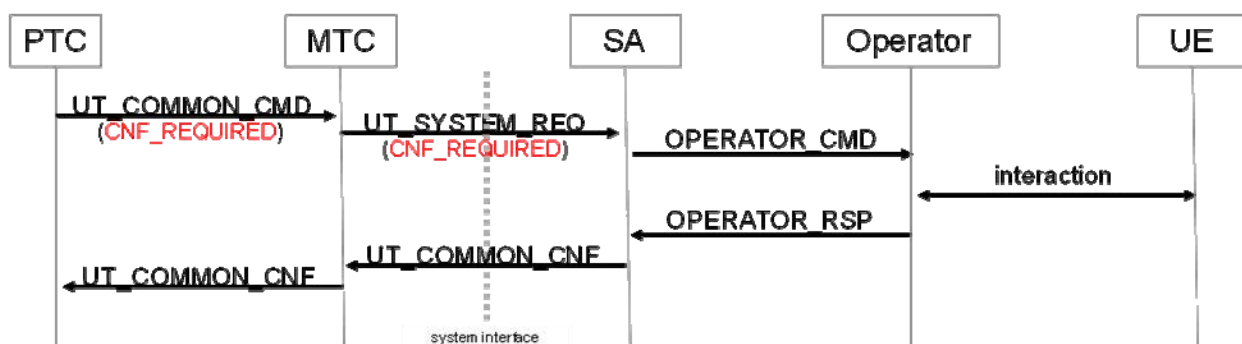 PTC MTC SA Operator UE
UT_COMMON_CMD
(CNF_REQUIRED)
UT_SYSTEM_REQ
(CNF_REQUIRED)
OPERATOR_CMD
interaction
OPERATOR_RSP
UT_COMMON_CNF
UT_COMMON_CNF
system interface